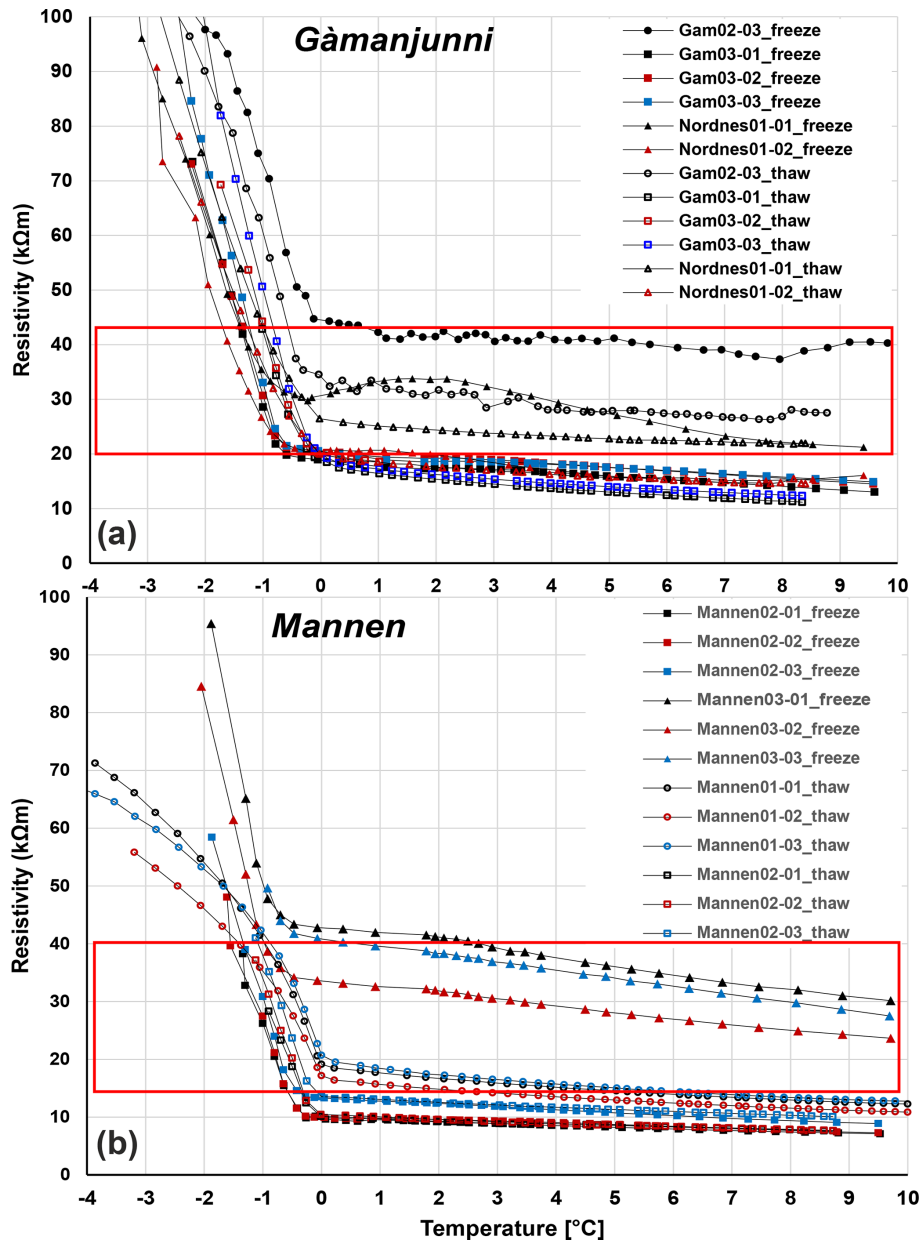 Gàmanjunni
Gam02-03_freeze
Gam03-01_freeze
Gam03-02_freeze
Gam03-03_freeze
Nordnes01-01_freeze
Nordnes01-02_freeze
Gam02-03_thaw
Gam03-01_thaw
Gam03-02_thaw
Gam03-03_thaw
Nordnes01-01_thaw
Nordnes01-02_thaw
100
90
80
70
60
50
40
30
20
10
0
Resistivity (kΩm)
(a)
-4 -3 -2 -1 0 1 2 3 4 5 6 7 8 9 10
Mannen
Mannen02-01_freeze
Mannen02-02_freeze
Mannen02-03_freeze
Mannen03-01_freeze
Mannen03-02_freeze
Mannen03-03_freeze
Mannen01-01_thaw
Mannen01-02_thaw
Mannen01-03_thaw
Mannen02-01_thaw
Mannen02-02_thaw
Mannen02-03_thaw
100
90
80
70
60
50
40
30
20
10
0
Resistivity (kΩm)
(b)
-4 -3 -2 -1 0 1 2 3 4 5 6 7 8 9 10
Temperature [°C]